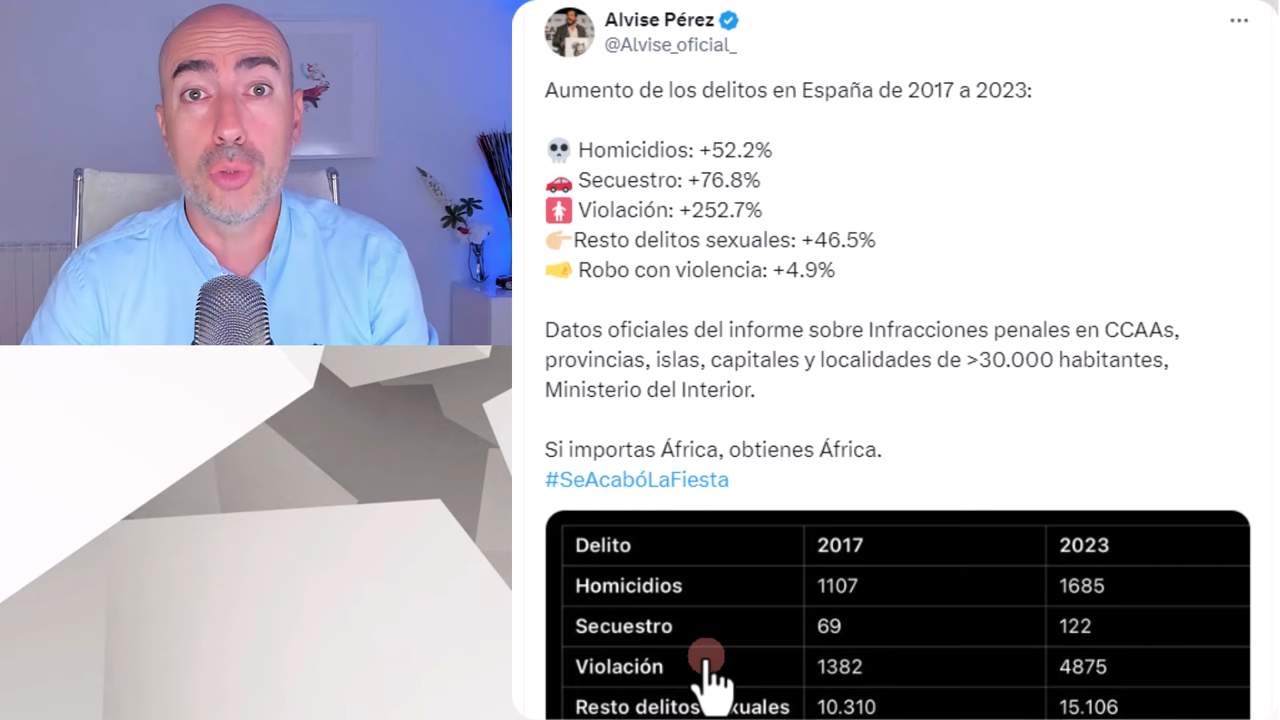 Alvise Pérez
@Alvise_oficial_
Aumento de los delitos en España de 2017 a 2023:
Homicidios: +52.2%
Secuestro: +76.8%
Violación: +252.7%
Resto delitos sexuales: +46.5%
Robo con violencia: +4.9%
Datos oficiales del informe sobre Infracciones penales en CCAAs,
provincias, islas, capitales y localidades de >30.000 habitantes,
Ministerio del Interior.
Si importas África, obtienes África.
#SeAcabóLaFiesta
Delito 2017 2023
Homicidios 1107 1685
Secuestro 69 122
Violación 1382 4875
Resto delitos sexuales 10.310 15.106